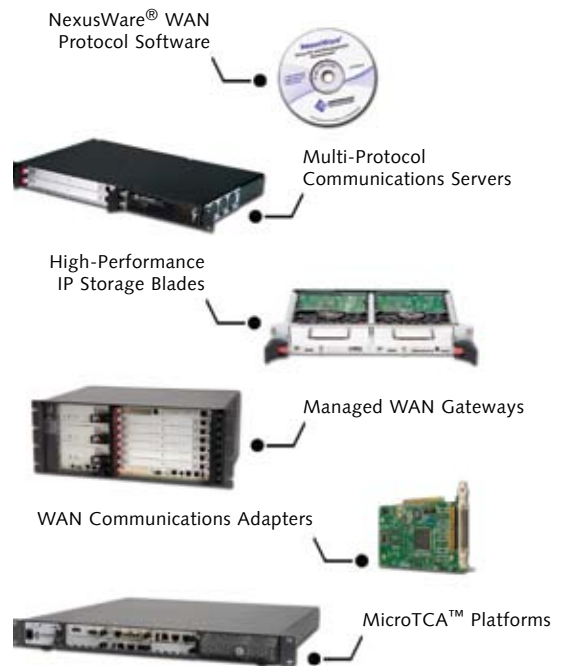 NexusWare® WAN
Protocol Software
NexusWare®
Multi-Protocol
Communications Servers
High-Performance
IP Storage Blades
Managed WAN Gateways
WAN Communications Adapters
MicroTCA™ Platforms